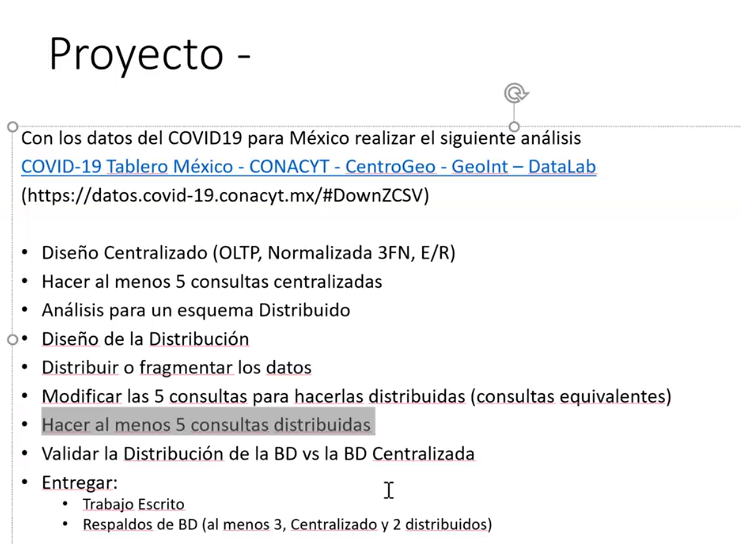 Proyecto -
Con los datos del COVID19 para México realizar el siguiente análisis
COVID-19 Tablero México - CONACYT - CentroGeo - GeoInt – DataLab
(https://datos.covid-19.conacyt.mx/#DownZCSV)
• Diseño Centralizado (OLTP, Normalizada 3FN, E/R)
• Hacer al menos 5 consultas centralizadas
• Análisis para un esquema Distribuido
• Diseño de la Distribución
• Distribuir o fragmentar los datos
• Modificar las 5 consultas para hacerlas distribuidas (consultas equivalentes)
• Hacer al menos 5 consultas distribuidas
• Validar la Distribución de la BD vs la BD Centralizada
• Entregar:
• Trabajo Escrito
• Respaldos de BD (al menos 3, Centralizado y 2 distribuidos)